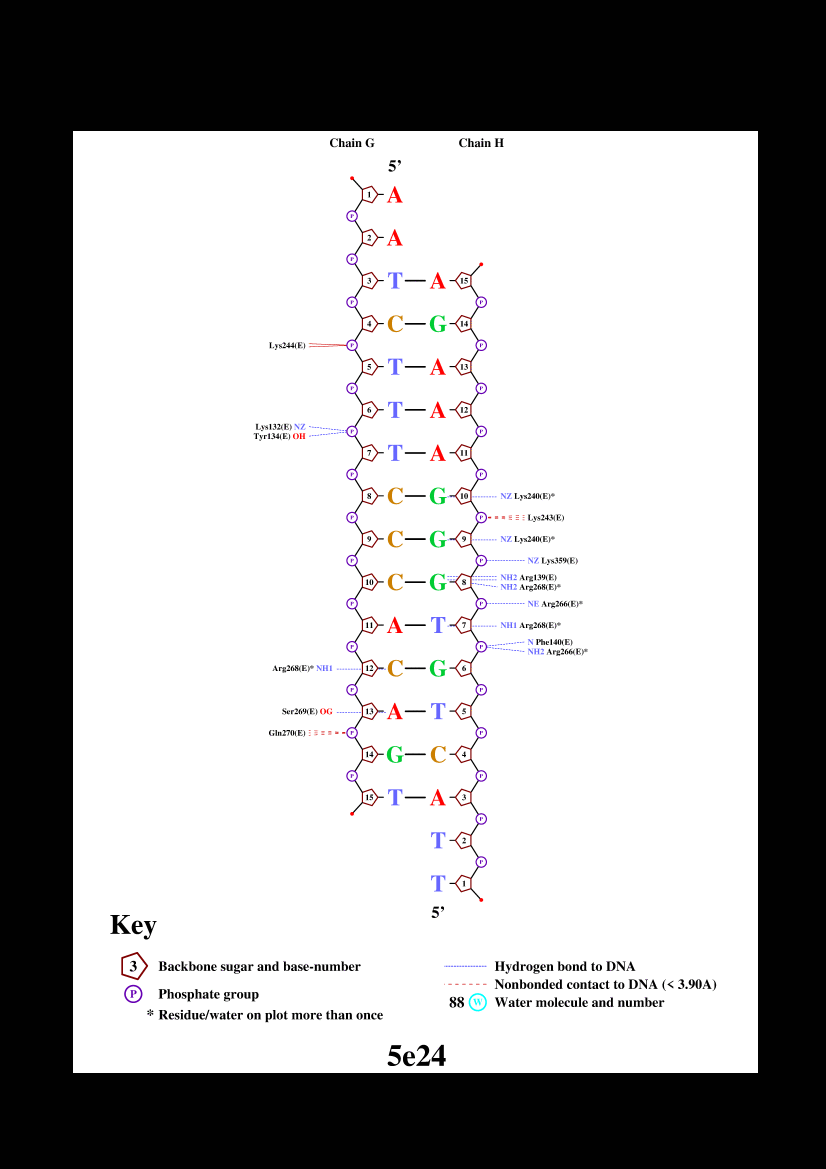 Chain G Chain H
5'
1 A
P
2 A
P
3 T A 15
P P
4 C G 14
Lys244(E) P P
5 T A 13
P P
6 T A 12
Lys132(E) NZ P P
Tyr134(E) OH
7 T A 11
P P
8 C G 10 NZ Lys240(E)*
P P Lys243(E)
9 C G 9 NZ Lys240(E)*
P P NZ Lys359(E)
NH2 Arg139(E)
10 C G 8
NH2 Arg268(E)*
P P NE Arg266(E)*
11 A T 7 NH1 Arg268(E)*
N Phe140(E)
P P
NH2 Arg266(E)*
Arg268(E)* NH1 12 C G 6
P P
Ser269(E) OG 13 A T 5
Gln270(E) P P
14 G C 4
P P
15 T A 3
P
T 2
P
T 1
5'
Key
3 Backbone sugar and base-number
P Phosphate group
* Residue/water on plot more than once
Hydrogen bond to DNA
Nonbonded contact to DNA (< 3.90A)
88 W Water molecule and number
5e24